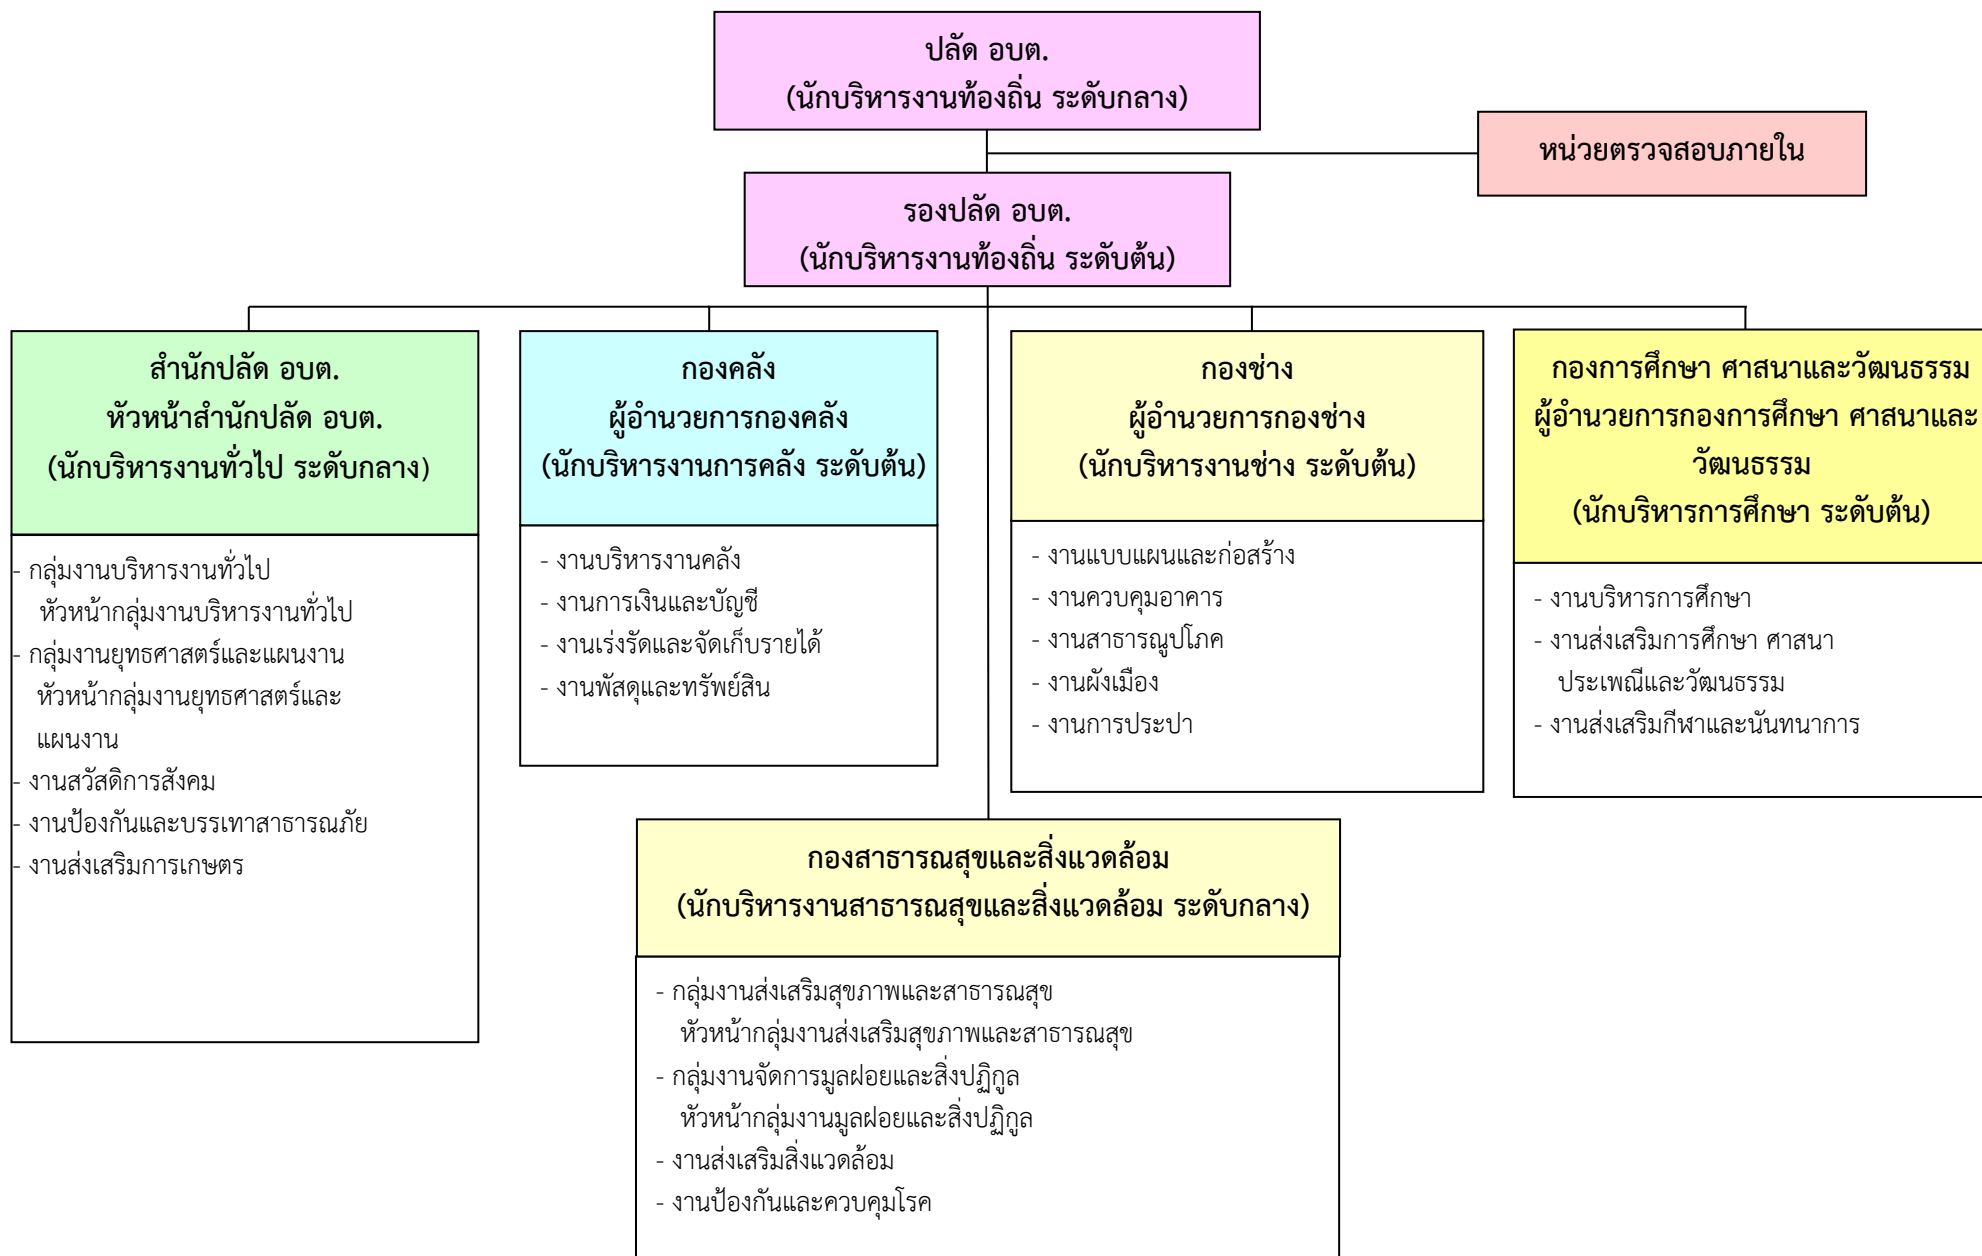 ปลัด อบต.
(นักบริหารงานท้องถิ่น ระดับกลาง)
หน่วยตรวจสอบภายใน
รองปลัด อบต.
(นักบริหารงานท้องถิ่น ระดับต้น)
สำนักปลัด อบต.
หัวหน้าสำนักปลัด อบต.
(นักบริหารงานทั่วไป ระดับกลาง)
- กลุ่มงานบริหารงานทั่วไป
หัวหน้ากลุ่มงานบริหารงานทั่วไป
- กลุ่มงานยุทธศาสตร์และแผนงาน
หัวหน้ากลุ่มงานยุทธศาสตร์และ
แผนงาน
- งานสวัสดิการสังคม
- งานป้องกันและบรรเทาสาธารณภัย
- งานส่งเสริมการเกษตร
กองคลัง
ผู้อำนวยการกองคลัง
(นักบริหารงานการคลัง ระดับต้น)
- งานบริหารงานคลัง
- งานการเงินและบัญชี
- งานเร่งรัดและจัดเก็บรายได้
- งานพัสดุและทรัพย์สิน
กองช่าง
ผู้อำนวยการกองช่าง
(นักบริหารงานช่าง ระดับต้น)
- งานแบบแผนและก่อสร้าง
- งานควบคุมอาคาร
- งานสาธารณูปโภค
- งานผังเมือง
- งานการประปา
กองการศึกษา ศาสนาและวัฒนธรรม
ผู้อำนวยการกองการศึกษา ศาสนาและ
วัฒนธรรม
(นักบริหารการศึกษา ระดับต้น)
- งานบริหารการศึกษา
- งานส่งเสริมการศึกษา ศาสนา
ประเพณีและวัฒนธรรม
- งานส่งเสริมกีฬาและนันทนาการ
กองสาธารณสุขและสิ่งแวดล้อม
(นักบริหารงานสาธารณสุขและสิ่งแวดล้อม ระดับกลาง)
- กลุ่มงานส่งเสริมสุขภาพและสาธารณสุข
หัวหน้ากลุ่มงานส่งเสริมสุขภาพและสาธารณสุข
- กลุ่มงานจัดการมูลฝอยและสิ่งปฏิกูล
หัวหน้ากลุ่มงานมูลฝอยและสิ่งปฏิกูล
- งานส่งเสริมสิ่งแวดล้อม
- งานป้องกันและควบคุมโรค